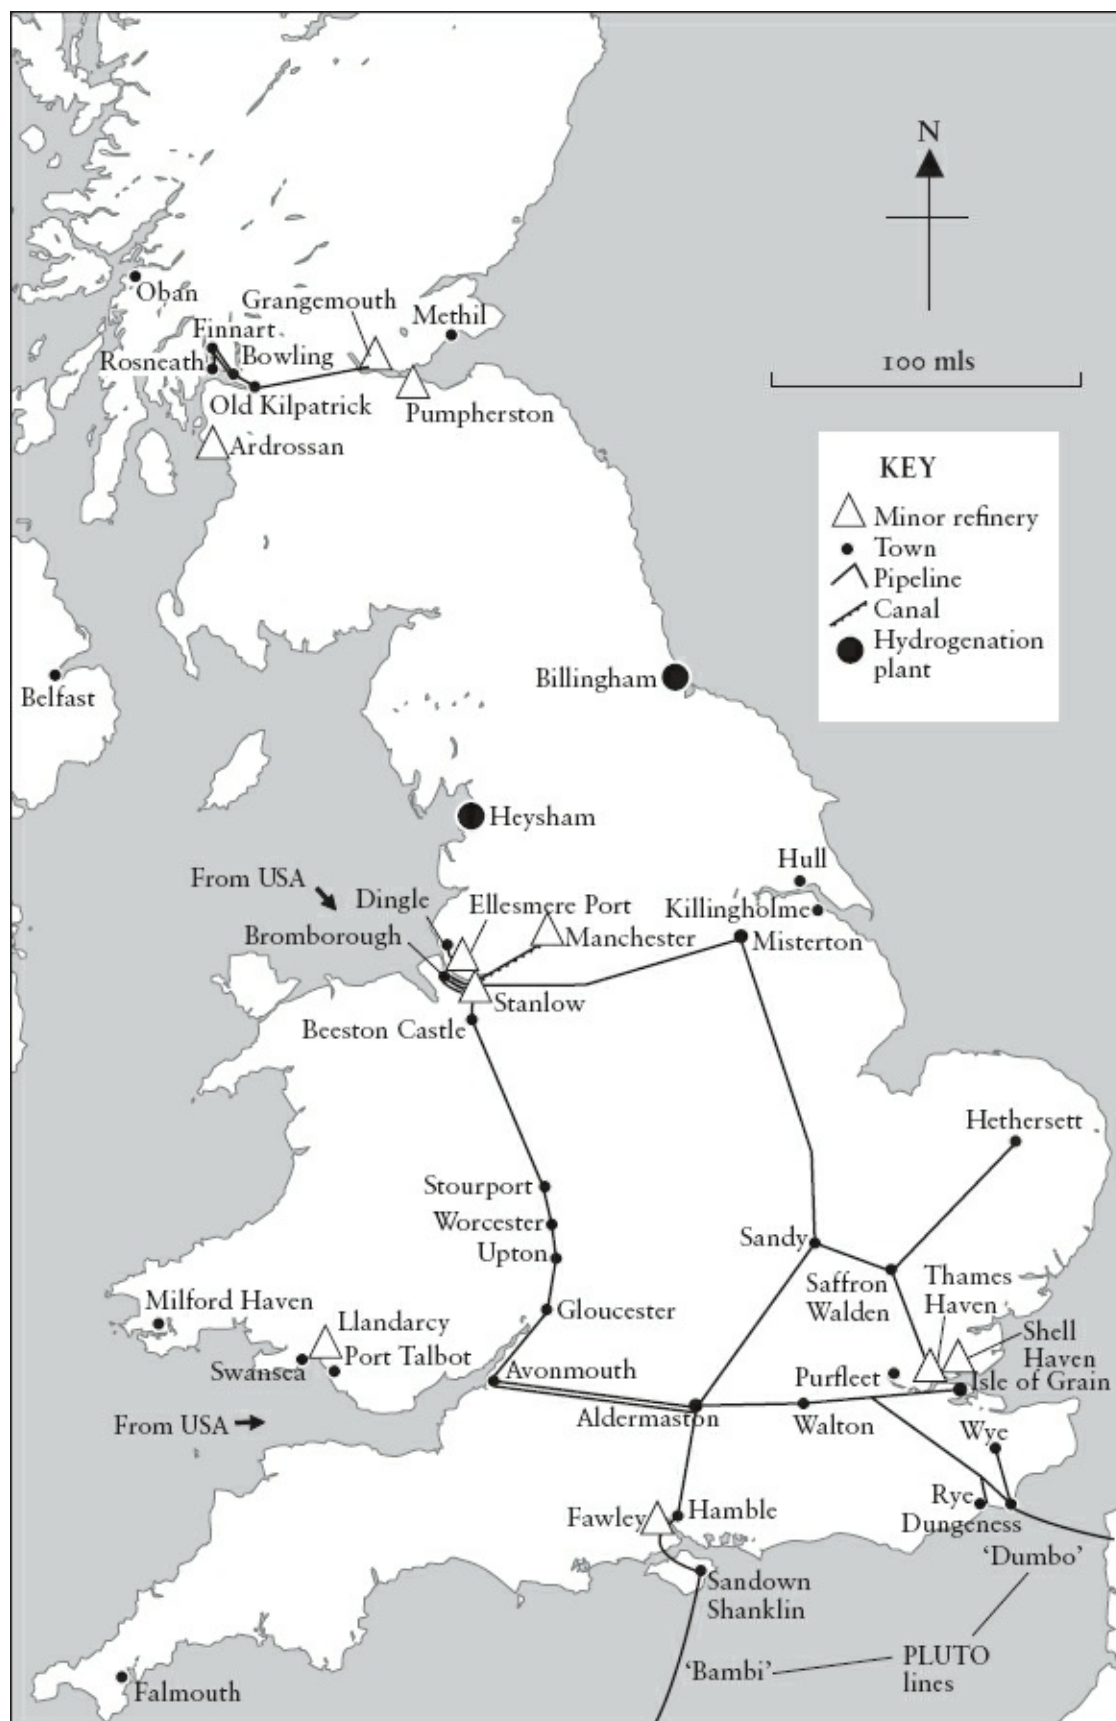 N
Oban
Grangemouth
Methil
Finnart
Rosneath
Bowling
Old Kilpatrick
Pumpherston
Ardrossan
100 mls
KEY
Minor refinery
Town
Pipeline
Canal
Hydrogenation
plant
Billingham
Belfast
Heysham
From USA
Dingle
Ellesmere Port
Hull
Bromborough
Manchester
Killingholme
Misterton
Stanlow
Beeston Castle
Hethersett
Stourport
Worcester
Upton
Sandy
Saffron
Walden
Thames
Haven
Gloucester
Milford Haven
Llandarcy
Port Talbot
Swansea
Shell
Haven
Isle of Grain
Purfleet
Avonmouth
From USA
Aldermaston
Walton
Wye
Rye
Dungeness
Fawley
Hamble
‘Dumbo’
Sandown
Shanklin
‘Bambi’
PLUTO
lines
Falmouth